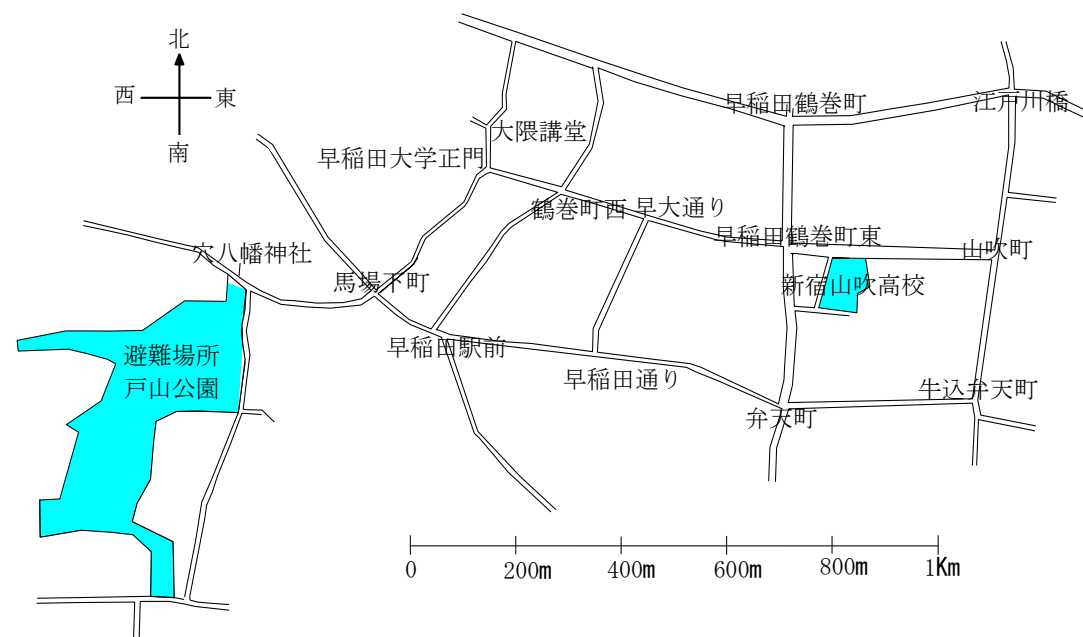 北
西
東
南
早稲田鶴巻町
江戸川橋
大隈講堂
早稲田大学正門
鶴巻町西
早大通り
早稲田鶴巻町東
山吹町
穴八幡神社
馬場下町
新宿山吹高校
早稲田駅前
避難場所
戸山公園
早稲田通り
弁天町
牛込弁天町
0
200m
400m
600m
800m
1Km